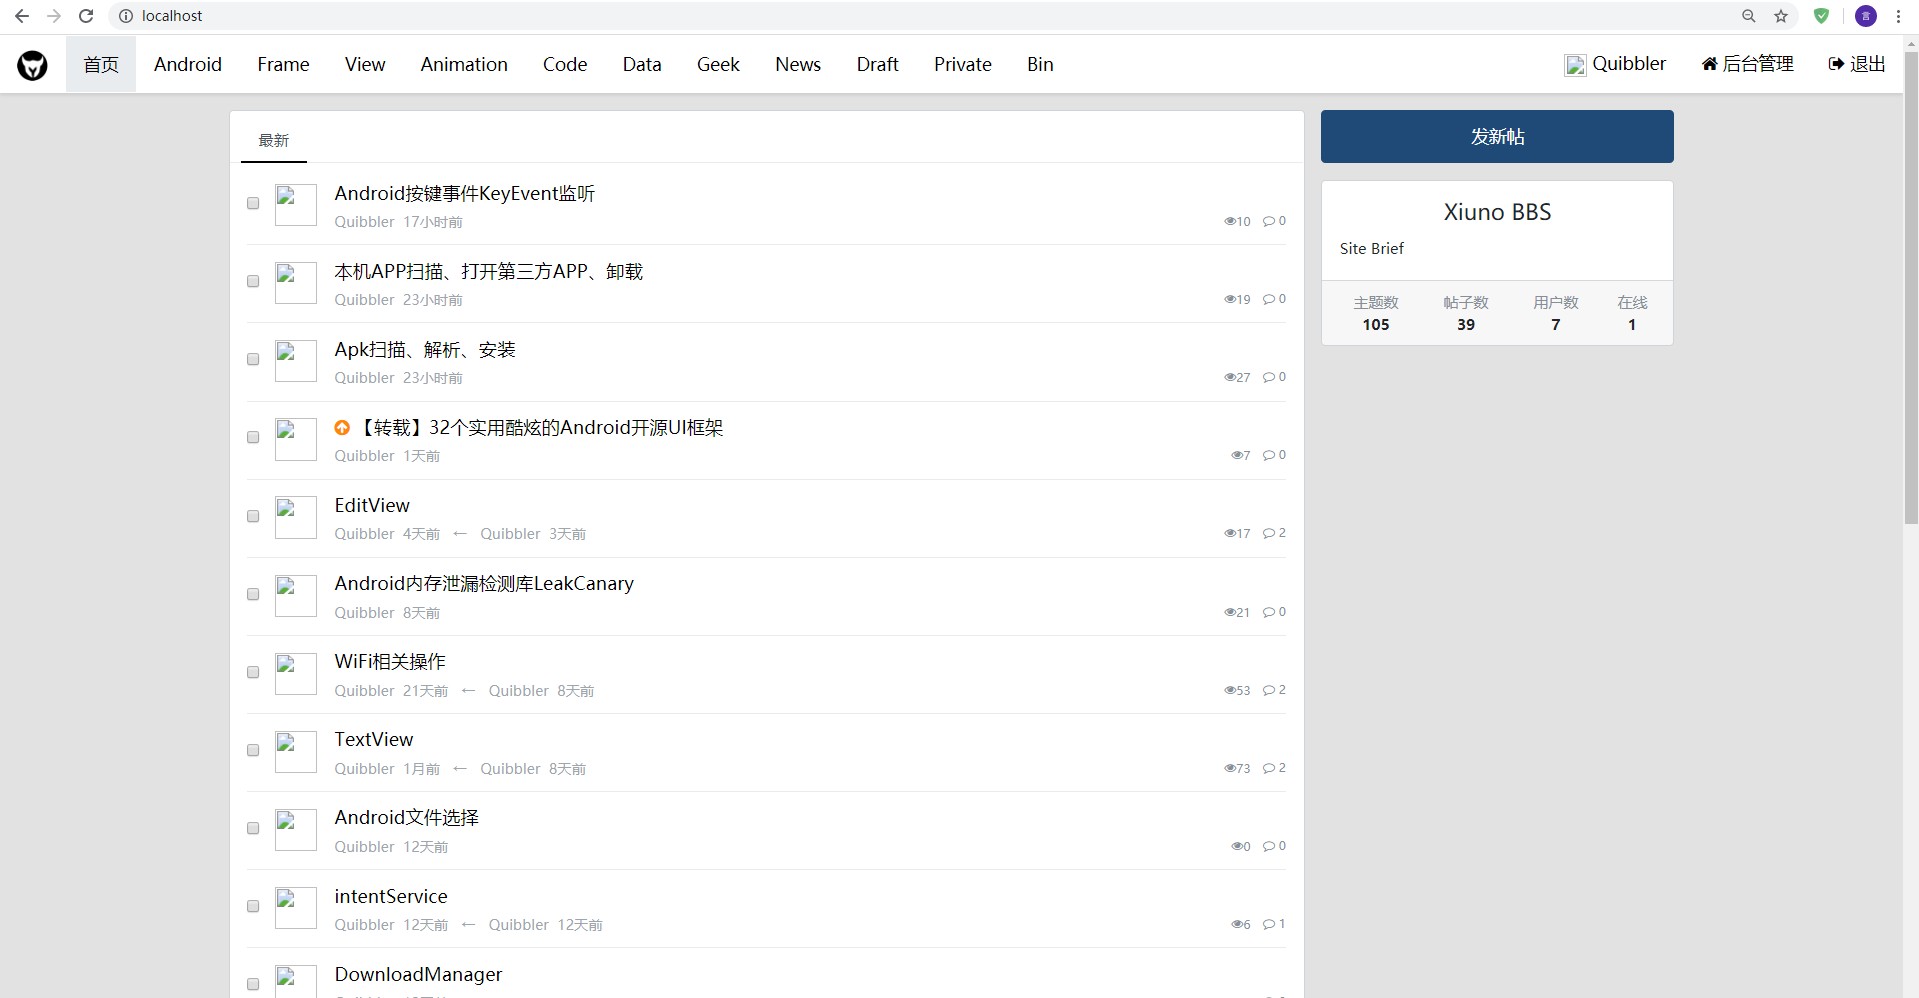 localhost
首页 Android Frame View Animation Code Data Geek News Draft Private Bin Quibbler 后台管理 退出
最新
Android按键事件KeyEvent监听
Quibbler 17小时前 10 0
本机APP扫描、打开第三方APP、卸载
Quibbler 23小时前 19 0
Apk扫描、解析、安装
Quibbler 23小时前 27 0
【转载】32个实用酷炫的Android开源UI框架
Quibbler 1天前 7 0
EditView
Quibbler 4天前 ← Quibbler 3天前 17 2
Android内存泄漏检测库LeakCanary
Quibbler 8天前 21 0
WiFi相关操作
Quibbler 21天前 ← Quibbler 8天前 53 2
TextView
Quibbler 1月前 ← Quibbler 8天前 73 2
Android文件选择
Quibbler 12天前 0 0
intentService
Quibbler 12天前 ← Quibbler 12天前 6 1
DownloadManager
发新帖
Xiuno BBS
Site Brief
主题数 帖子数 用户数 在线
105 39 7 1